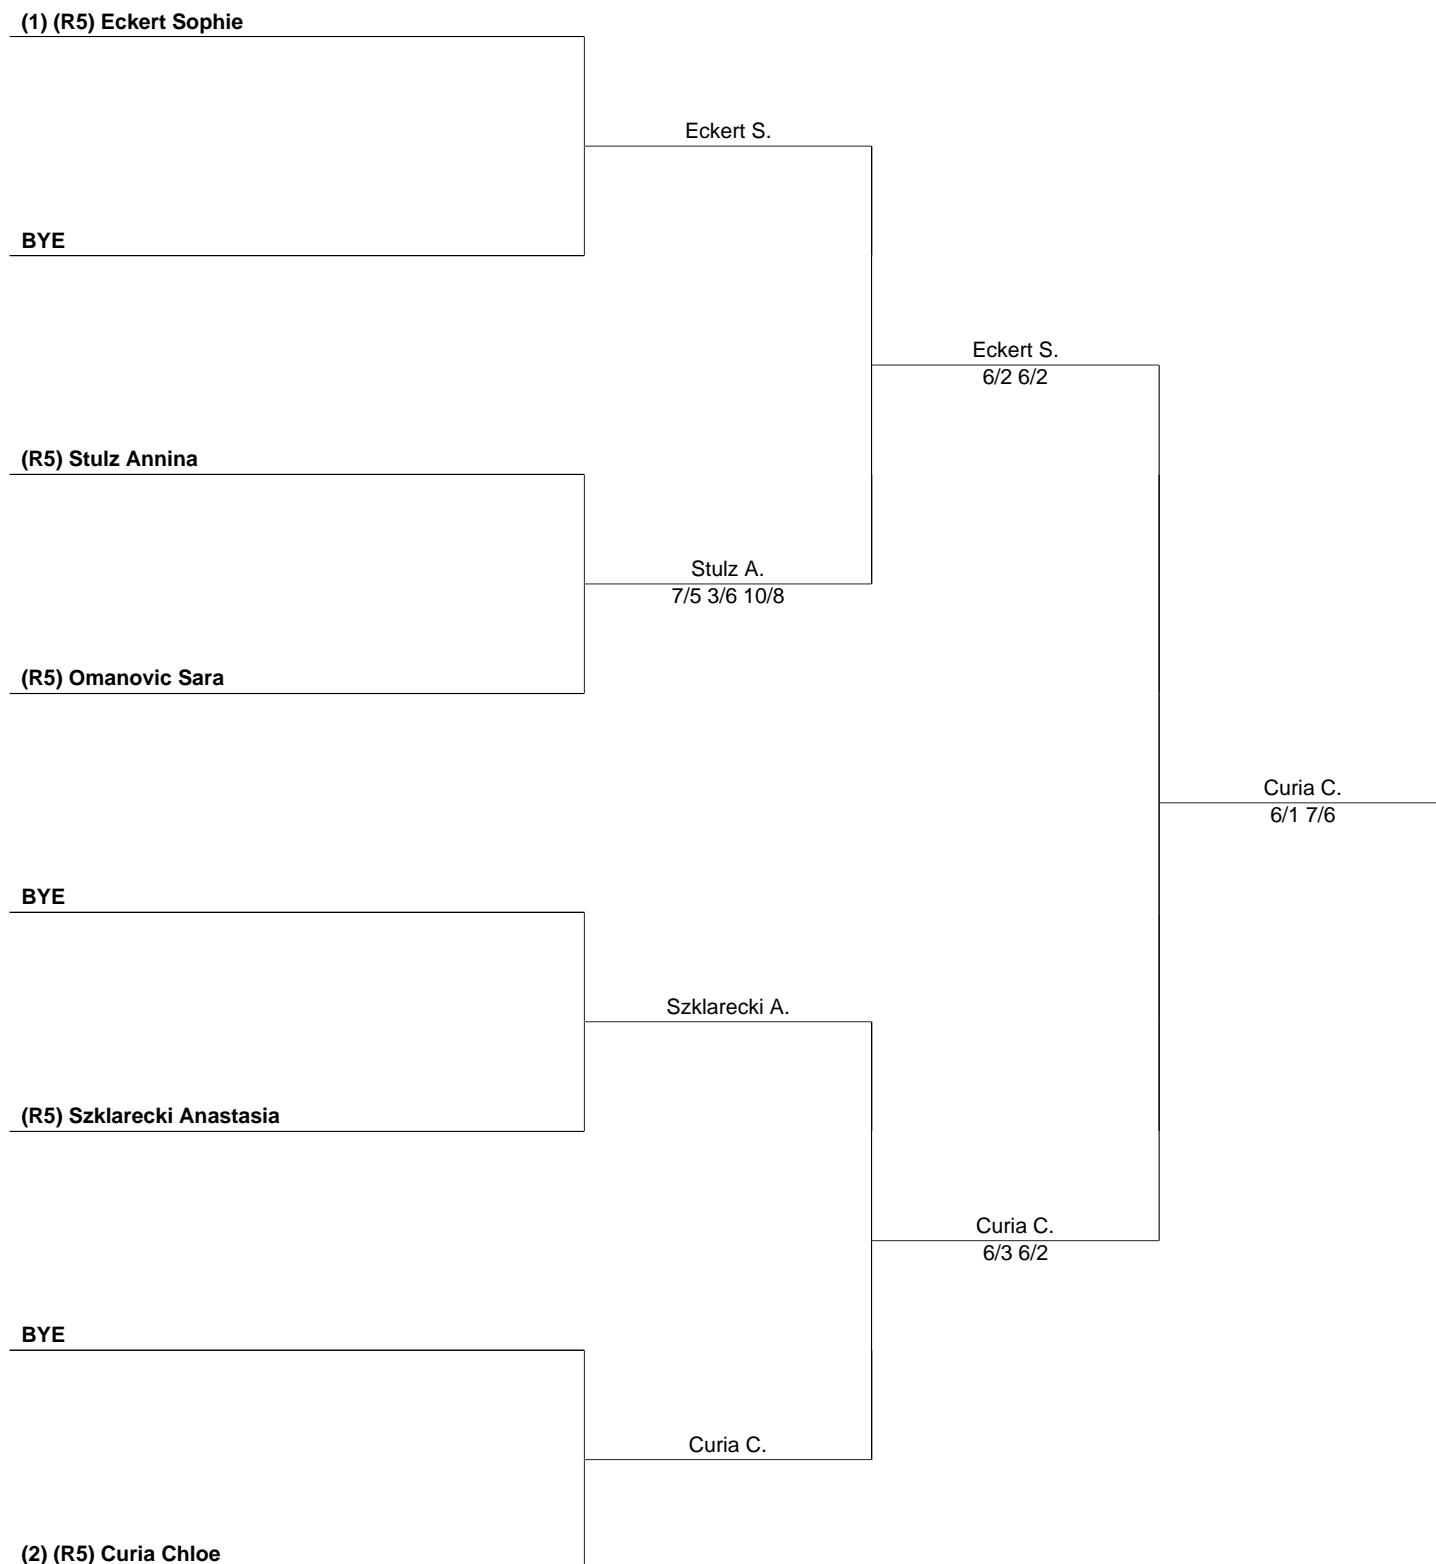 (1) (R5) Eckert Sophie
Eckert S.
BYE
Eckert S.
6/2 6/2
(R5) Stulz Annina
Stulz A.
7/5 3/6 10/8
(R5) Omanovic Sara
Curia C.
6/1 7/6
BYE
Szklarecki A.
(R5) Szklarecki Anastasia
Curia C.
6/3 6/2
BYE
Curia C.
(2) (R5) Curia Chloe